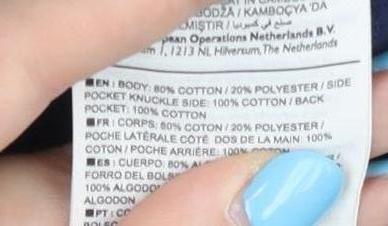 BODZA / KAMBOÇYA 'DA
MIŞTIR / صنع في كمبوديا
pean Operations Netherlands B.V.
1, 1213 NL Hilversum, The Netherlands
■EN: BODY: 80% COTTON / 20% POLYESTER / SIDE
POCKET KNUCKLE SIDE: 100% COTTON / BACK
POCKET: 100% COTTON
■FR: CORPS: 80% COTON / 20% POLYESTER /
POCHE LATÉRALE CÔTÉ DOS DE LA MAIN: 100%
COTON / POCHE ARRIÈRE: 100% COTON
■ES: CUERPO: 80% AL
FORRO DEL BOLS
100% ALGODÓ
ALGODON
■PT: CO